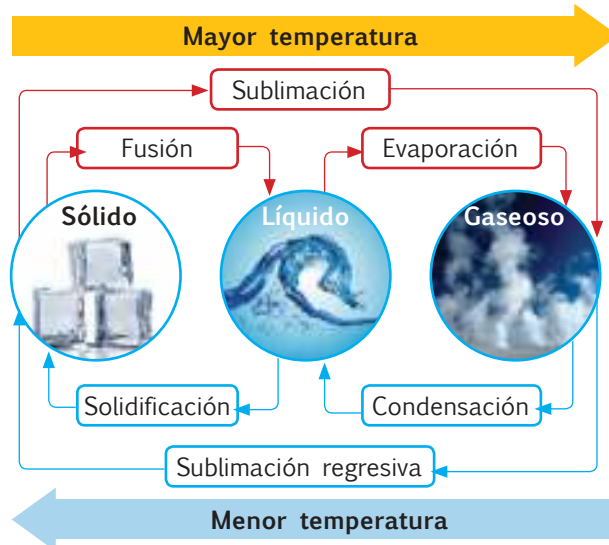 Mayor temperatura
Sublimación
Fusión
Evaporación
Sólido
Líquido
Gaseoso
Solidificación
Condensación
Sublimación regresiva
Menor temperatura